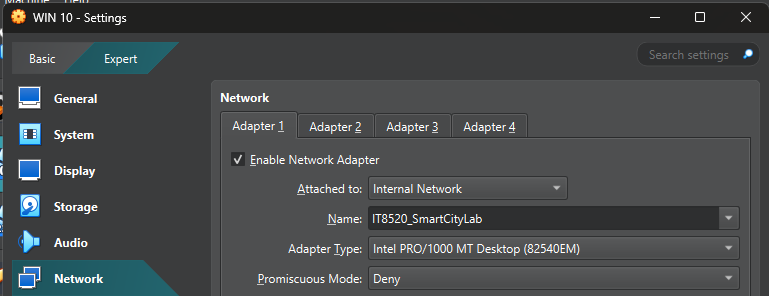 Machine Help
WIN 10 - Settings
Basic Expert
Search settings
General
System
Display
Storage
Audio
Network
Network
Adapter 1 Adapter 2 Adapter 3 Adapter 4
Enable Network Adapter
Attached to: Internal Network
Name: IT8520_SmartCityLab
Adapter Type: Intel PRO/1000 MT Desktop (82540EM)
Promiscuous Mode: Deny